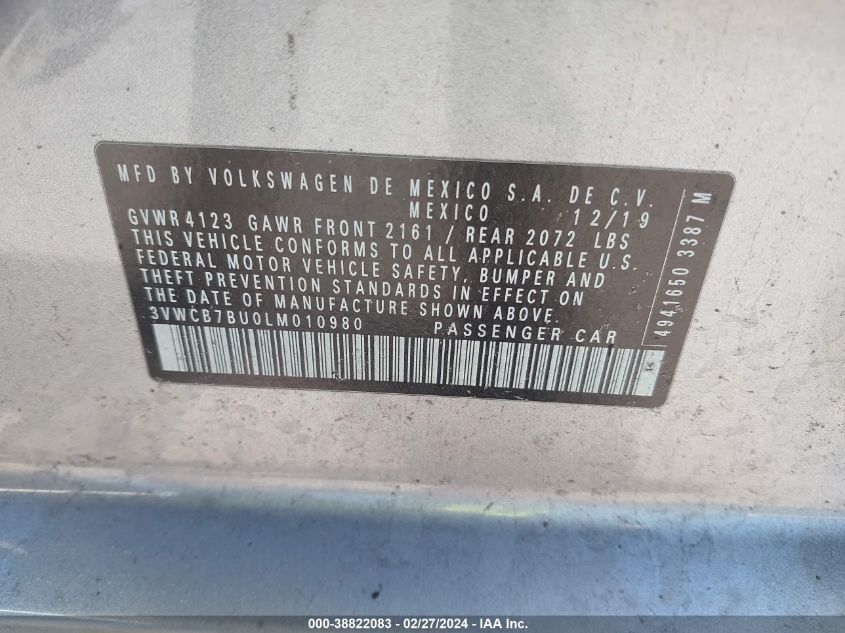 MFD BY VOLKSWAGEN DE MEXICO S.A. DE C.V.
MEXICO 12/19
GVWR 4123 GAWR FRONT 2161 / REAR 2072 LBS
THIS VEHICLE CONFORMS TO ALL APPLICABLE U.S.
FEDERAL MOTOR VEHICLE SAFETY, BUMPER AND
THEFT PREVENTION STANDARDS IN EFFECT ON
THE DATE OF MANUFACTURE SHOWN ABOVE.
3VWCB7BU0LM010980 PASSENGER CAR
4941650 3387 M
000-38822083 - 02/27/2024 - IAA Inc.